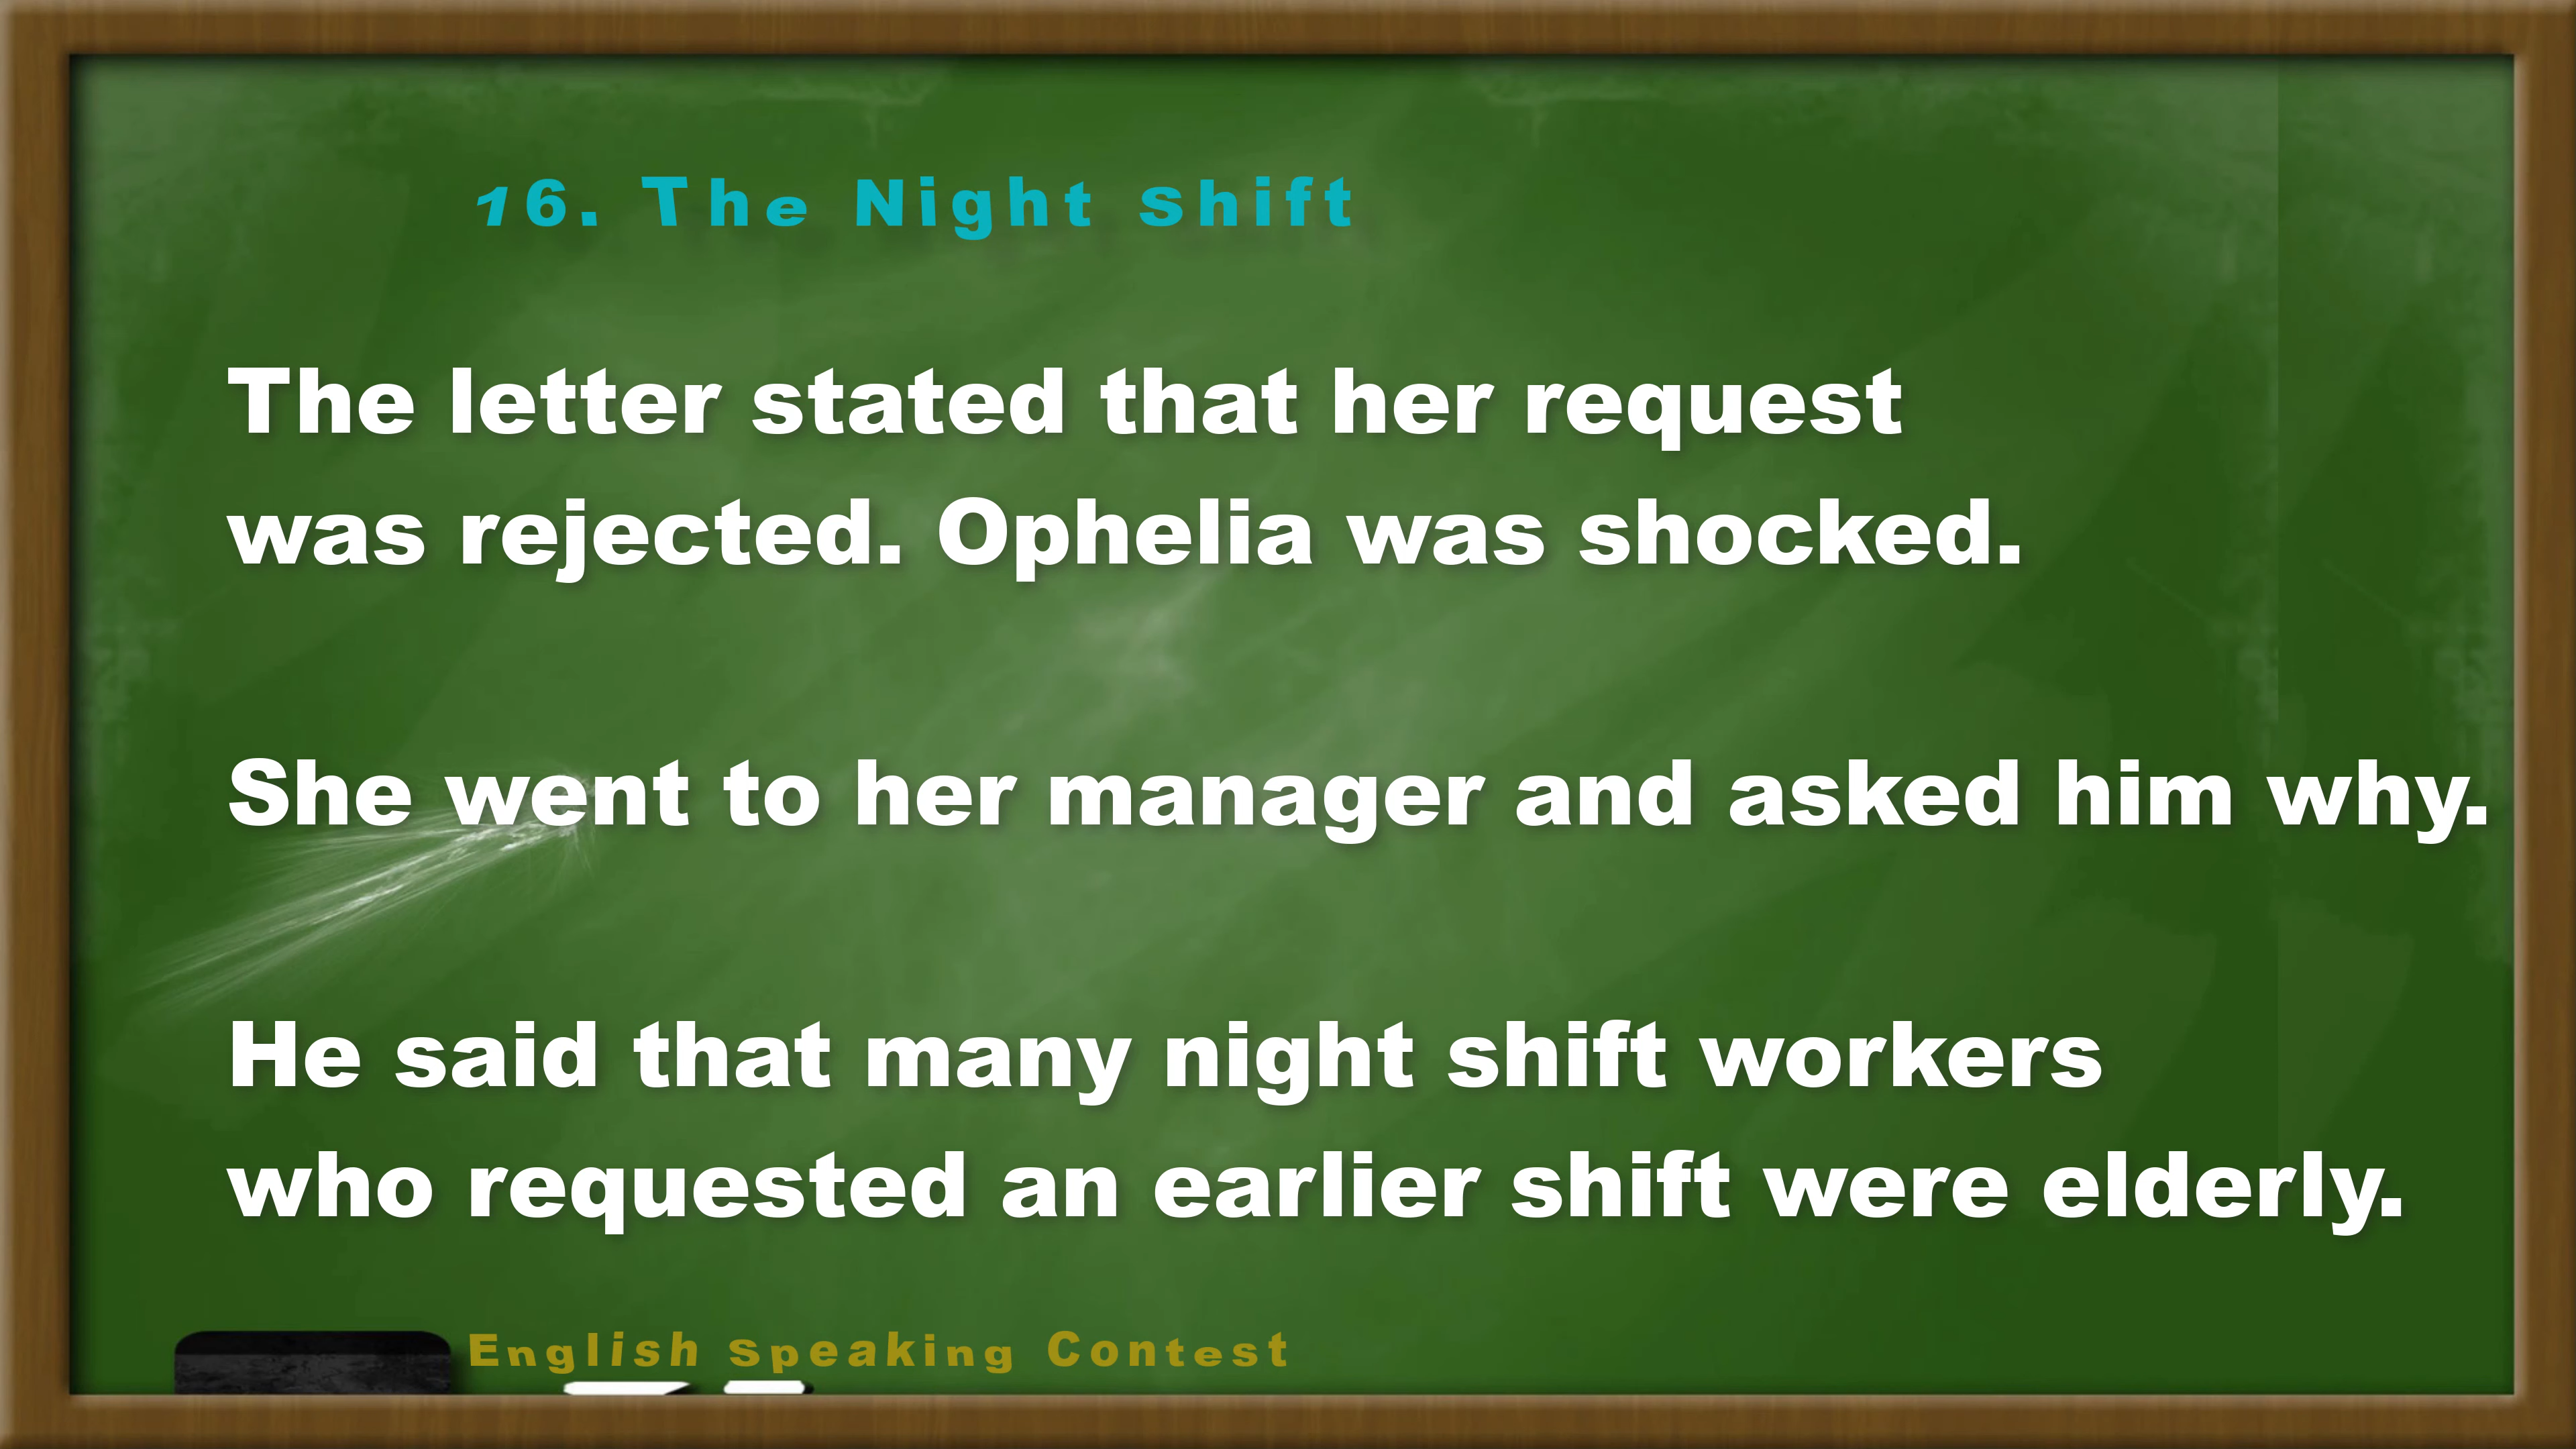 16. The Night Shift
The letter stated that her request
was rejected. Ophelia was shocked.
She went to her manager and asked him why.
He said that many night shift workers
who requested an earlier shift were elderly.
English Speaking Contest